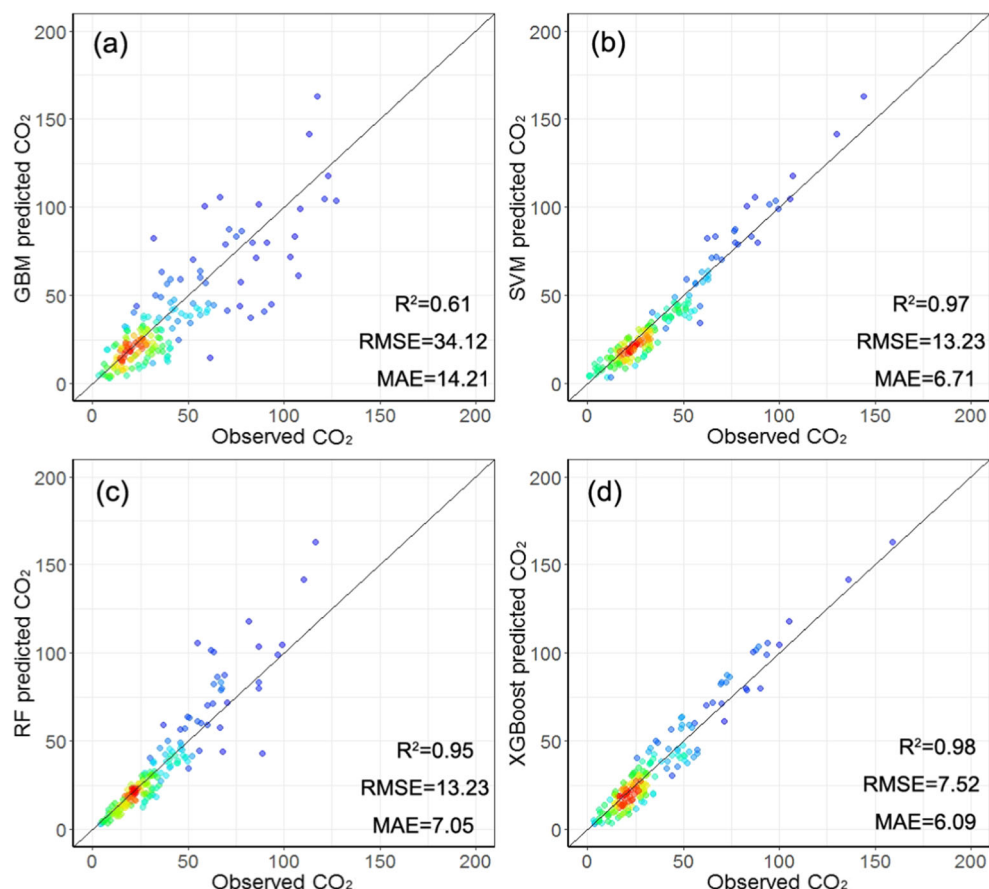 (a)
GBM predicted CO₂
200
150
100
50
0
R²=0.61
RMSE=34.12
MAE=14.21
0 50 100 150 200
Observed CO₂
(b)
SVM predicted CO₂
200
150
100
50
0
R²=0.97
RMSE=13.23
MAE=6.71
0 50 100 150 200
Observed CO₂
(c)
RF predicted CO₂
200
150
100
50
0
R²=0.95
RMSE=13.23
MAE=7.05
0 50 100 150 200
Observed CO₂
(d)
XGBoost predicted CO₂
200
150
100
50
0
R²=0.98
RMSE=7.52
MAE=6.09
0 50 100 150 200
Observed CO₂